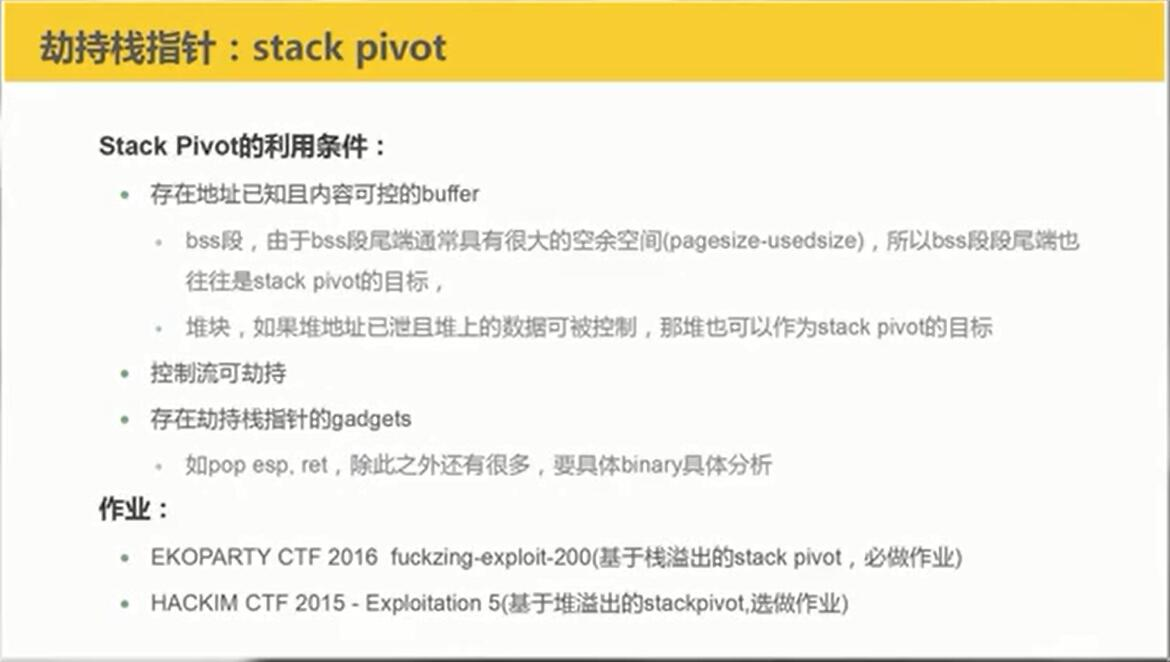 劫持栈指针：stack pivot
Stack Pivot的利用条件：
存在地址已知且内容可控的buffer
bss段，由于bss段尾端通常具有很大的空余空间(pagesize-usedsize)，所以bss段段尾端也
往往是stack pivot的目标，
堆块，如果堆地址已泄且堆上的数据可被控制，那堆也可以作为stack pivot的目标
控制流可劫持
存在劫持栈指针的gadgets
如pop esp, ret，除此之外还有很多，要具体binary具体分析
作业：
EKOPARTY CTF 2016 fuckzing-exploit-200(基于栈溢出的stack pivot，必做作业)
HACKIM CTF 2015 - Exploitation 5(基于堆溢出的stackpivot,选做作业)